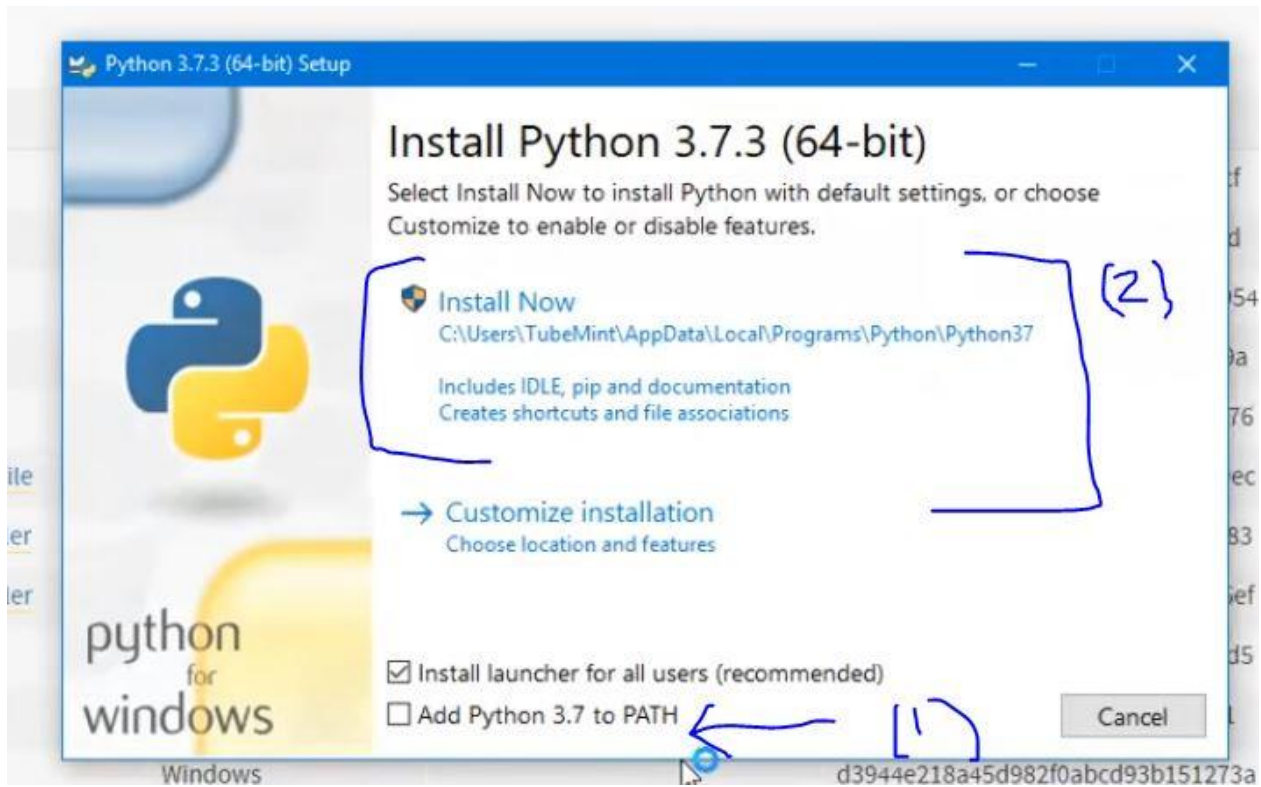 Python 3.7.3 (64-bit) Setup
Install Python 3.7.3 (64-bit)
Select Install Now to install Python with default settings, or choose
Customize to enable or disable features.
(2)
Install Now
C:\Users\TubeMint\AppData\Local\Programs\Python\Python37
Includes IDLE, pip and documentation
Creates shortcuts and file associations
Customize installation
Choose location and features
python
for
windows
Install launcher for all users (recommended)
Add Python 3.7 to PATH
(1)
Cancel
Windows
d3944e218a45d982f0abcd93b151273a